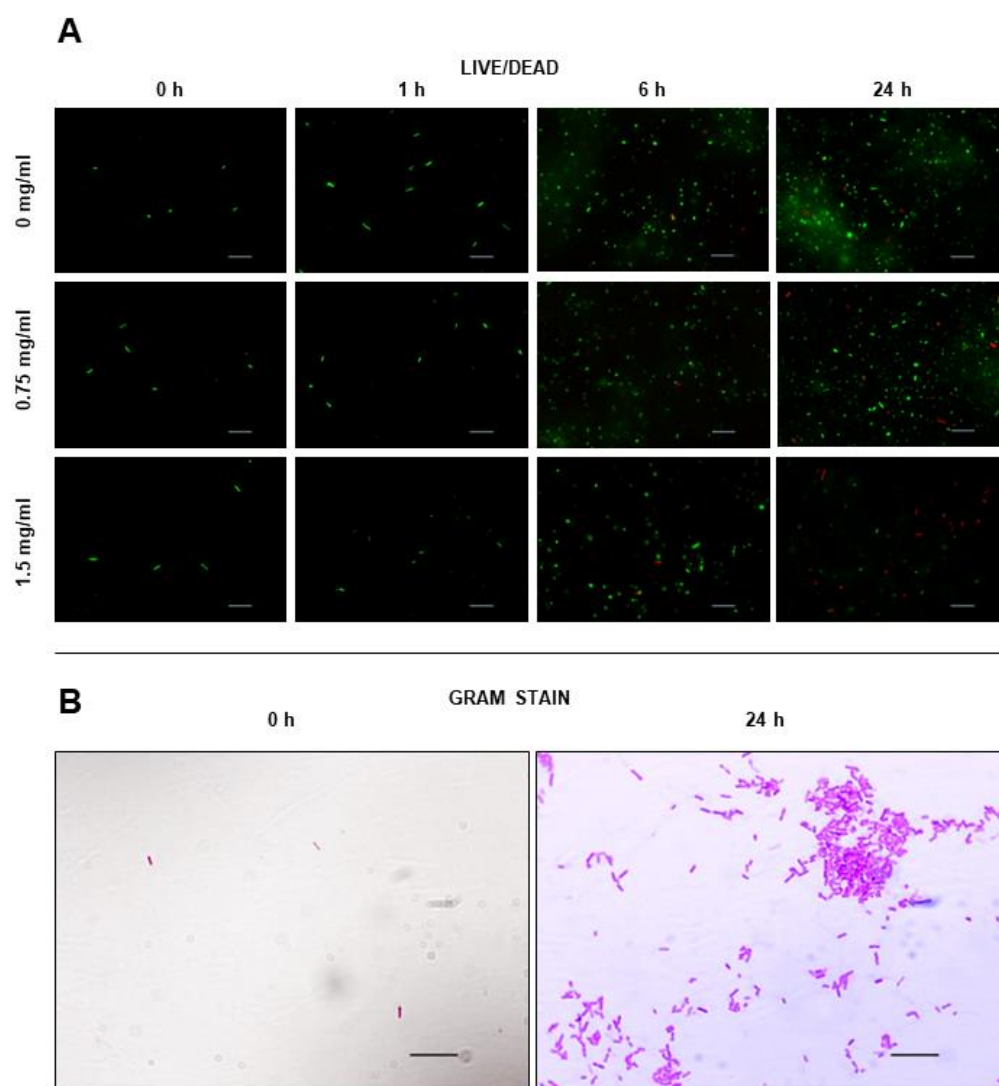 A
LIVE/DEAD
0 h 1 h 6 h 24 h
0 mg/ml
0.75 mg/ml
1.5 mg/ml
B
GRAM STAIN
0 h 24 h